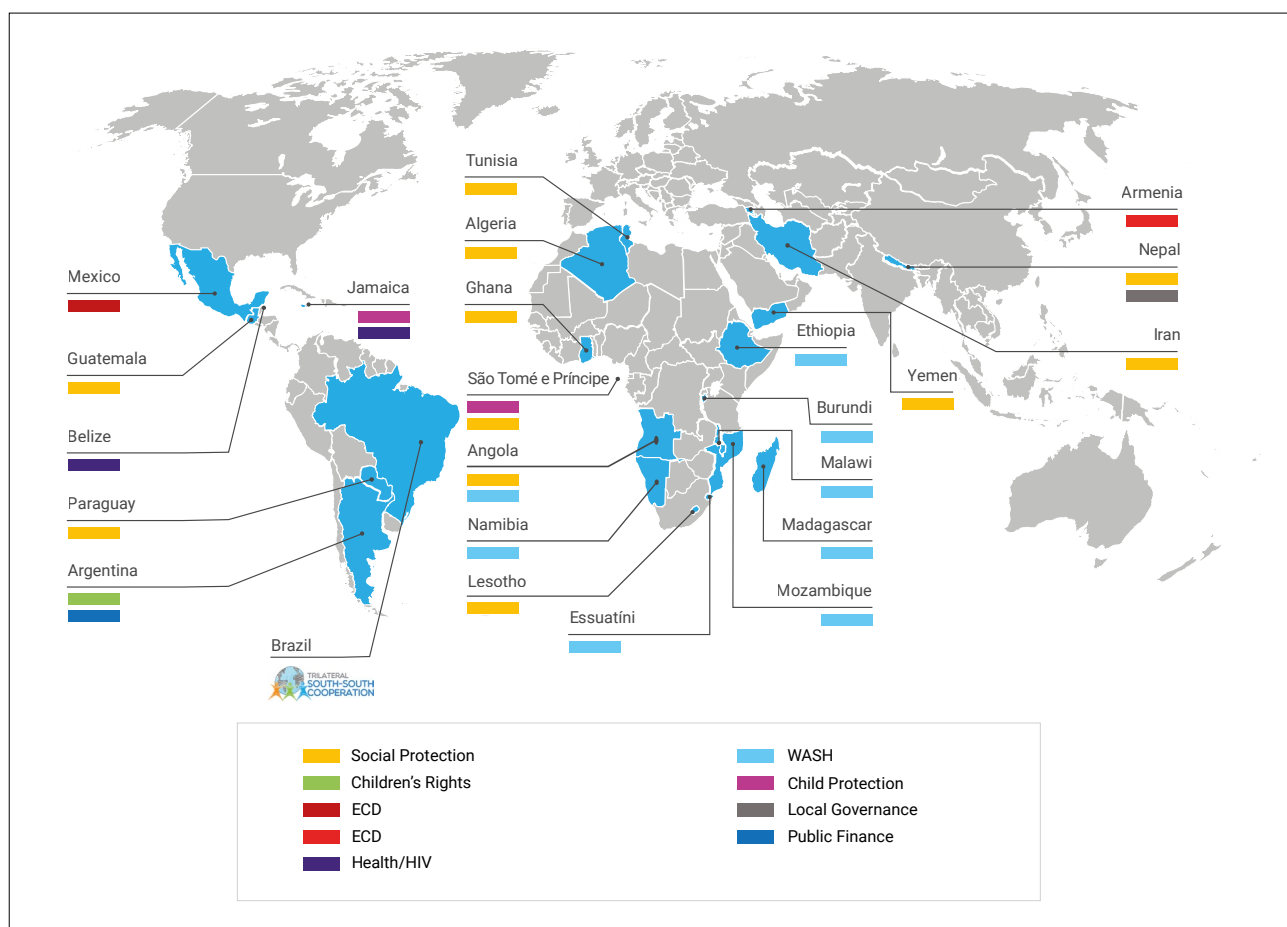 Tunisia
Armenia
Algeria
Nepal
Mexico
Jamaica
Ghana
Ethiopia
Iran
Guatemala
São Tomé e Príncipe
Yemen
Burundi
Belize
Angola
Malawi
Paraguay
Namibia
Madagascar
Argentina
Lesotho
Mozambique
Essuatíni
Brazil
TRILATERAL
SOUTH-SOUTH
COOPERATION
Social Protection
Children's Rights
ECD
ECD
Health/HIV
WASH
Child Protection
Local Governance
Public Finance